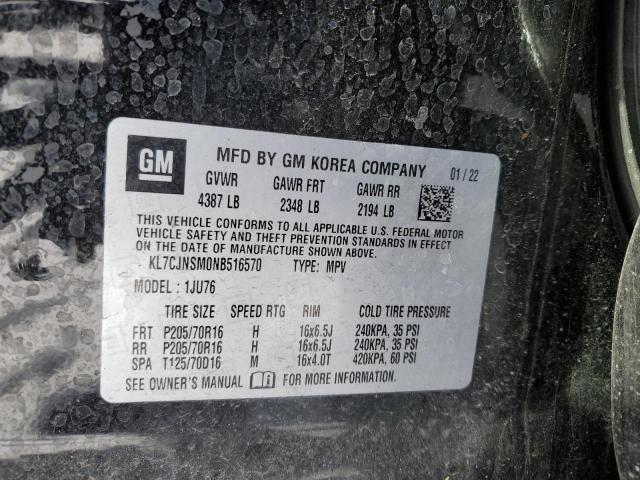 GM MFD BY GM KOREA COMPANY 01/22
GVWR GAWR FRT GAWR RR
4387 LB 2348 LB 2194 LB
THIS VEHICLE CONFORMS TO ALL APPLICABLE U.S. FEDERAL MOTOR
VEHICLE SAFETY AND THEFT PREVENTION STANDARDS IN EFFECT ON
THE DATE OF MANUFACTURE SHOWN ABOVE.
KL7CJNSM0NB516570 TYPE: MPV
MODEL : 1JU76
TIRE SIZE SPEED RTG RIM COLD TIRE PRESSURE
FRT P205/70R16 H 16x6.5J 240KPA, 35 PSI
RR P205/70R16 H 16x6.5J 240KPA, 35 PSI
SPA T125/70D16 M 16x4.0T 420KPA, 60 PSI
SEE OWNER'S MANUAL FOR MORE INFORMATION.